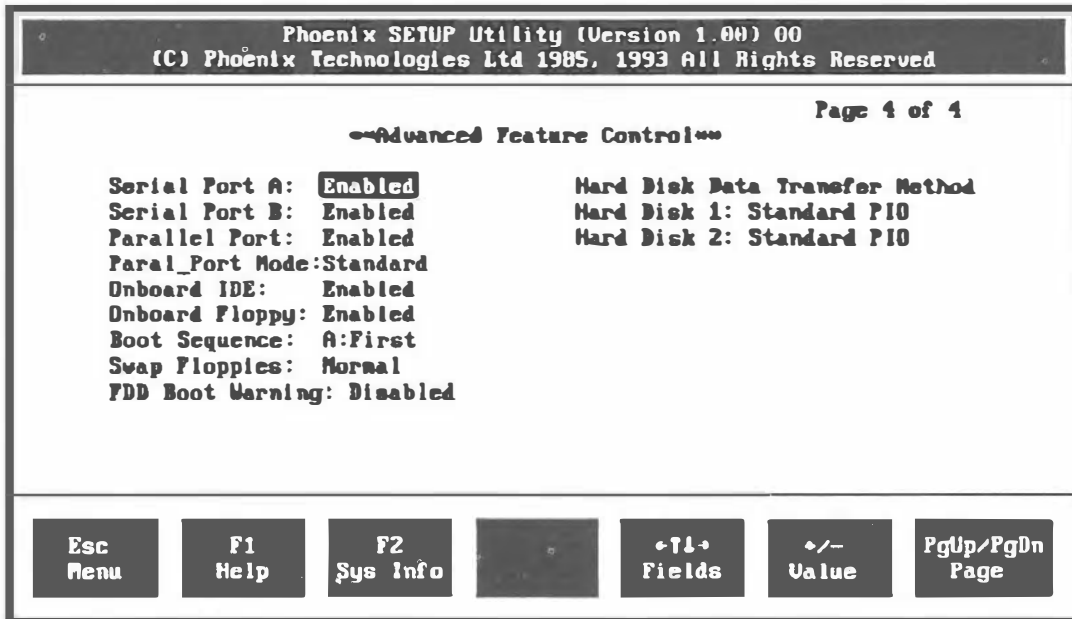 Phoenix SETUP Utility (Version 1.00) 00
(C) Phoenix Technologies Ltd 1985, 1993 All Rights Reserved
Page 4 of 4
**Advanced Feature Control**
Serial Port A: Enabled
Serial Port B: Enabled
Parallel Port: Enabled
Paral_Port Mode:Standard
Onboard IDE: Enabled
Onboard Floppy: Enabled
Boot Sequence: A:First
Swap Floppies: Normal
FDD Boot Warning: Disabled
Hard Disk Data Transfer Method
Hard Disk 1: Standard PIO
Hard Disk 2: Standard PIO
Esc
Menu
F1
Help
F2
Sys Info
←↑↓→
Fields
+/-
Value
PgUp/PgDn
Page